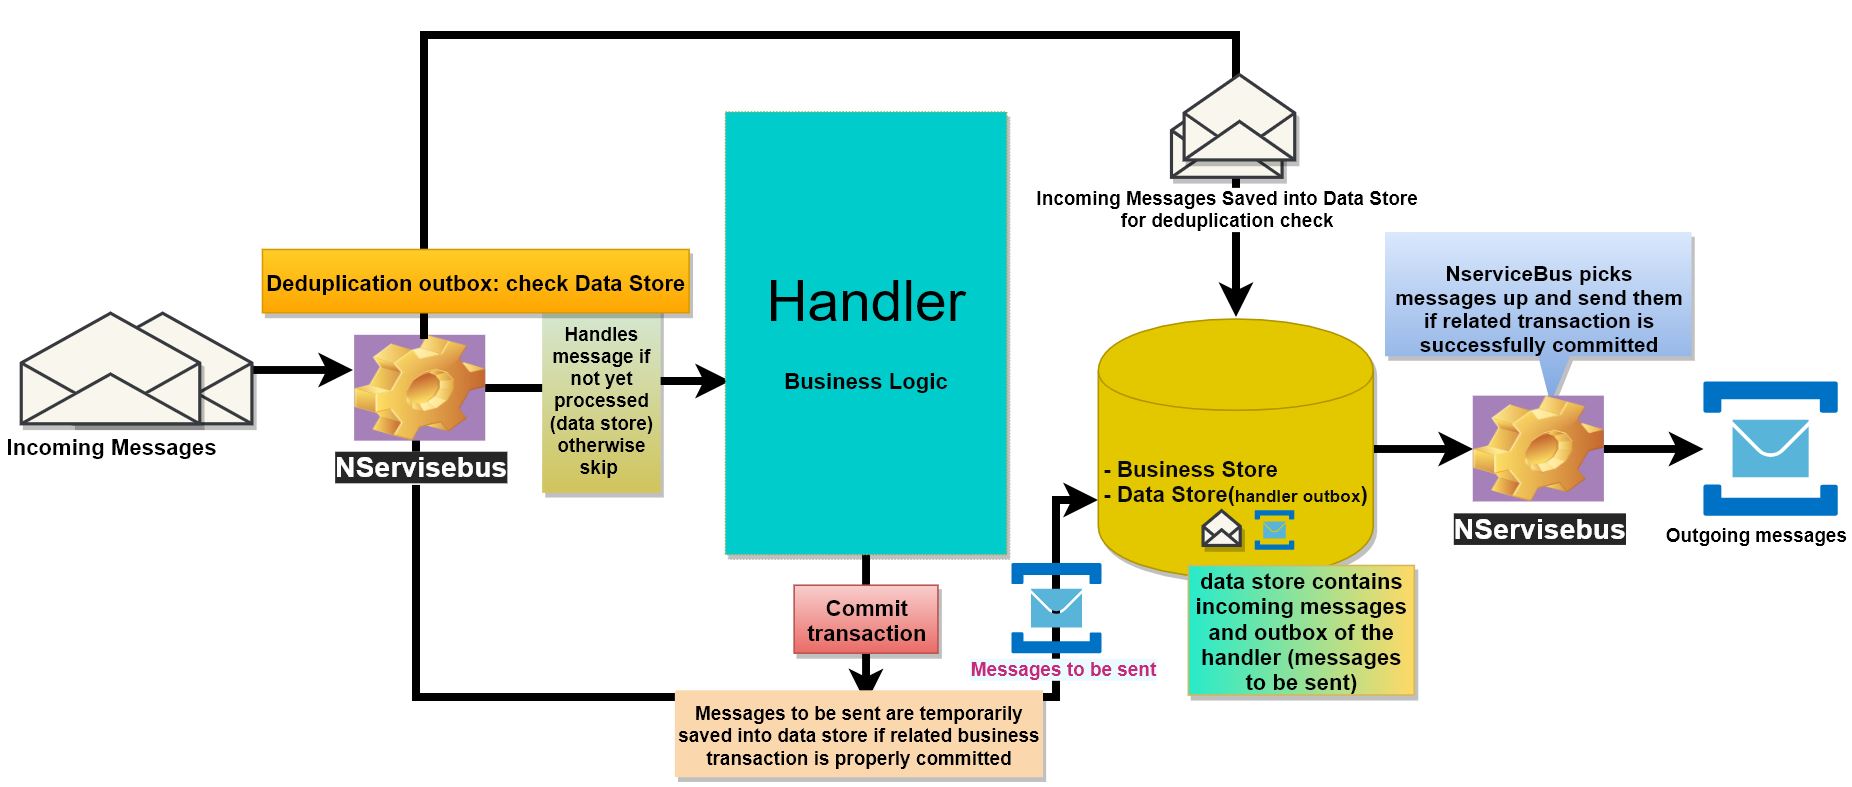 Incoming Messages Saved into Data Store
for deduplication check
Deduplication outbox: check Data Store
Incoming Messages
NServisebus
Handles
message if
not yet
processed
(data store)
otherwise
skip
Handler
Business Logic
Commit
transaction
Messages to be sent are temporarily
saved into data store if related business
transaction is properly committed
Messages to be sent
- Business Store
- Data Store(handler outbox)
data store contains
incoming messages
and outbox of the
handler (messages
to be sent)
NserviceBus picks
messages up and send them
if related transaction is
successfully committed
NServisebus
Outgoing messages